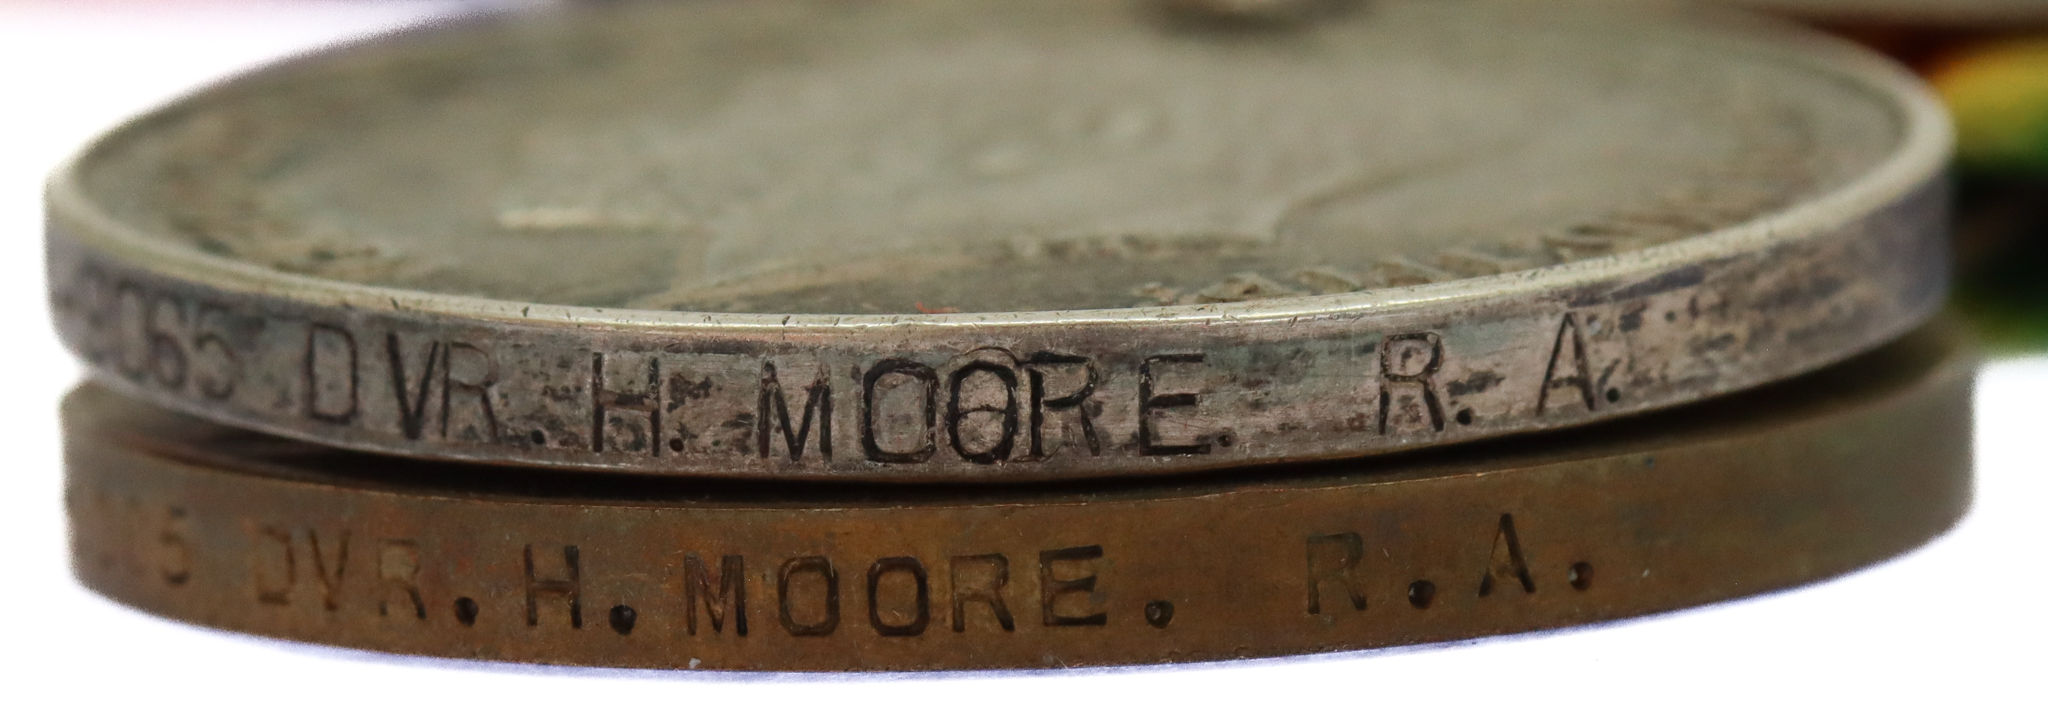 065 DVR. H. MOORE. R. A.
5 DVR. H. MOORE. R. A.